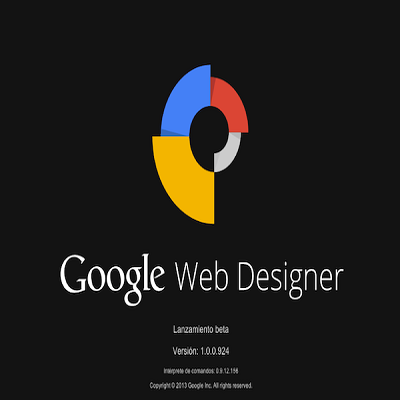 Google Web Designer
Lanzamiento beta
Versión: 1.0.0.924
Intérprete de comandos: 0.9.12.166
Copyright © 2013 Google Inc. All rights reserved.